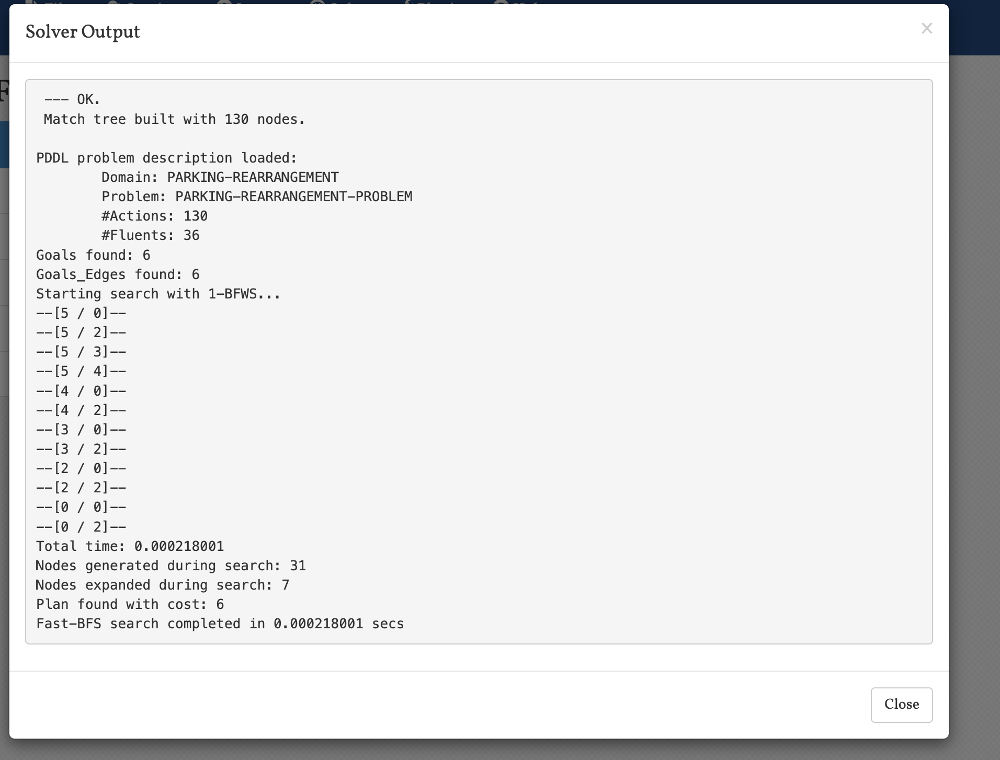 Solver Output
×
--- OK.
Match tree built with 130 nodes.
PDDL problem description loaded:
Domain: PARKING-REARRANGEMENT
Problem: PARKING-REARRANGEMENT-PROBLEM
#Actions: 130
#Fluents: 36
Goals found: 6
Goals_Edges found: 6
Starting search with 1-BFWS...
--[5 / 0]--
--[5 / 2]--
--[5 / 3]--
--[5 / 4]--
--[4 / 0]--
--[4 / 2]--
--[3 / 0]--
--[3 / 2]--
--[2 / 0]--
--[2 / 2]--
--[0 / 0]--
--[0 / 2]--
Total time: 0.000218001
Nodes generated during search: 31
Nodes expanded during search: 7
Plan found with cost: 6
Fast-BFS search completed in 0.000218001 secs
Close